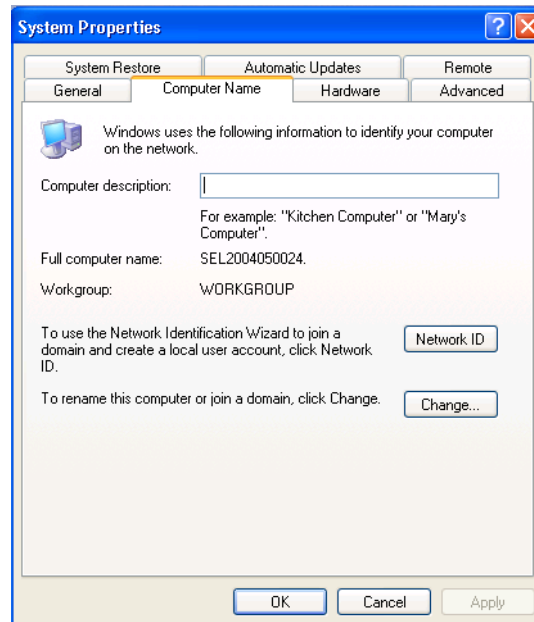 System Properties
System Restore Automatic Updates Remote
General Computer Name Hardware Advanced
Windows uses the following information to identify your computer
on the network.
Computer description:
For example: "Kitchen Computer" or "Mary's
Computer".
Full computer name: SEL2004050024.
Workgroup: WORKGROUP
To use the Network Identification Wizard to join a
domain and create a local user account, click Network
ID.
Network ID
To rename this computer or join a domain, click Change.
Change...
OK Cancel Apply